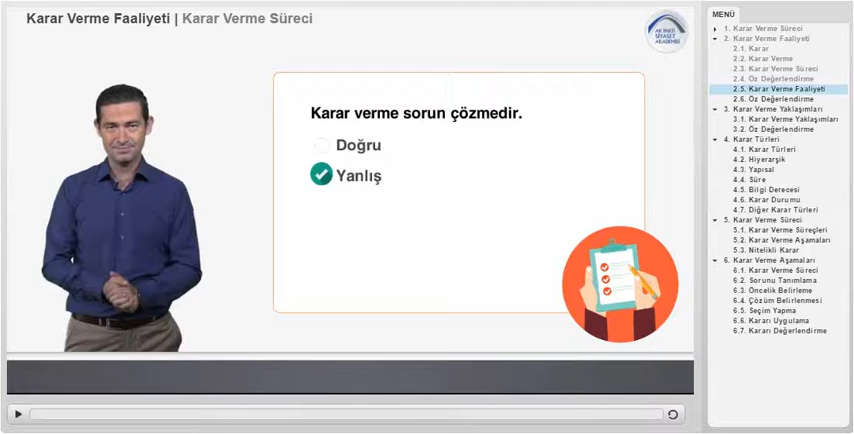 Karar Verme Faaliyeti | Karar Verme Süreci
AK PARTİ
SİYASET
AKADEMİSİ
Karar verme sorun çözmedir.
Doğru
Yanlış
MENÜ
1. Karar Verme Süreci
2. Karar Verme Faaliyeti
2.1. Karar
2.2. Karar Verme
2.3. Karar Verme Süreci
2.4. Öz Değerlendirme
2.5. Karar Verme Faaliyeti
2.6. Öz Değerlendirme
3. Karar Verme Yaklaşımları
3.1. Karar Verme Yaklaşımları
3.2. Öz Değerlendirme
4. Karar Türleri
4.1. Karar Türleri
4.2. Hiyerarşik
4.3. Yapısal
4.4. Süre
4.5. Bilgi Derecesi
4.6. Karar Durumu
4.7. Diğer Karar Türleri
5. Karar Verme Süreci
5.1. Karar Verme Süreçleri
5.2. Karar Verme Aşamaları
5.3. Nitelikli Karar
6. Karar Verme Aşamaları
6.1. Karar Verme Süreci
6.2. Sorunu Tanımlama
6.3. Öncelik Belirleme
6.4. Çözüm Belirlenmesi
6.5. Seçim Yapma
6.6. Kararı Uygulama
6.7. Kararı Değerlendirme